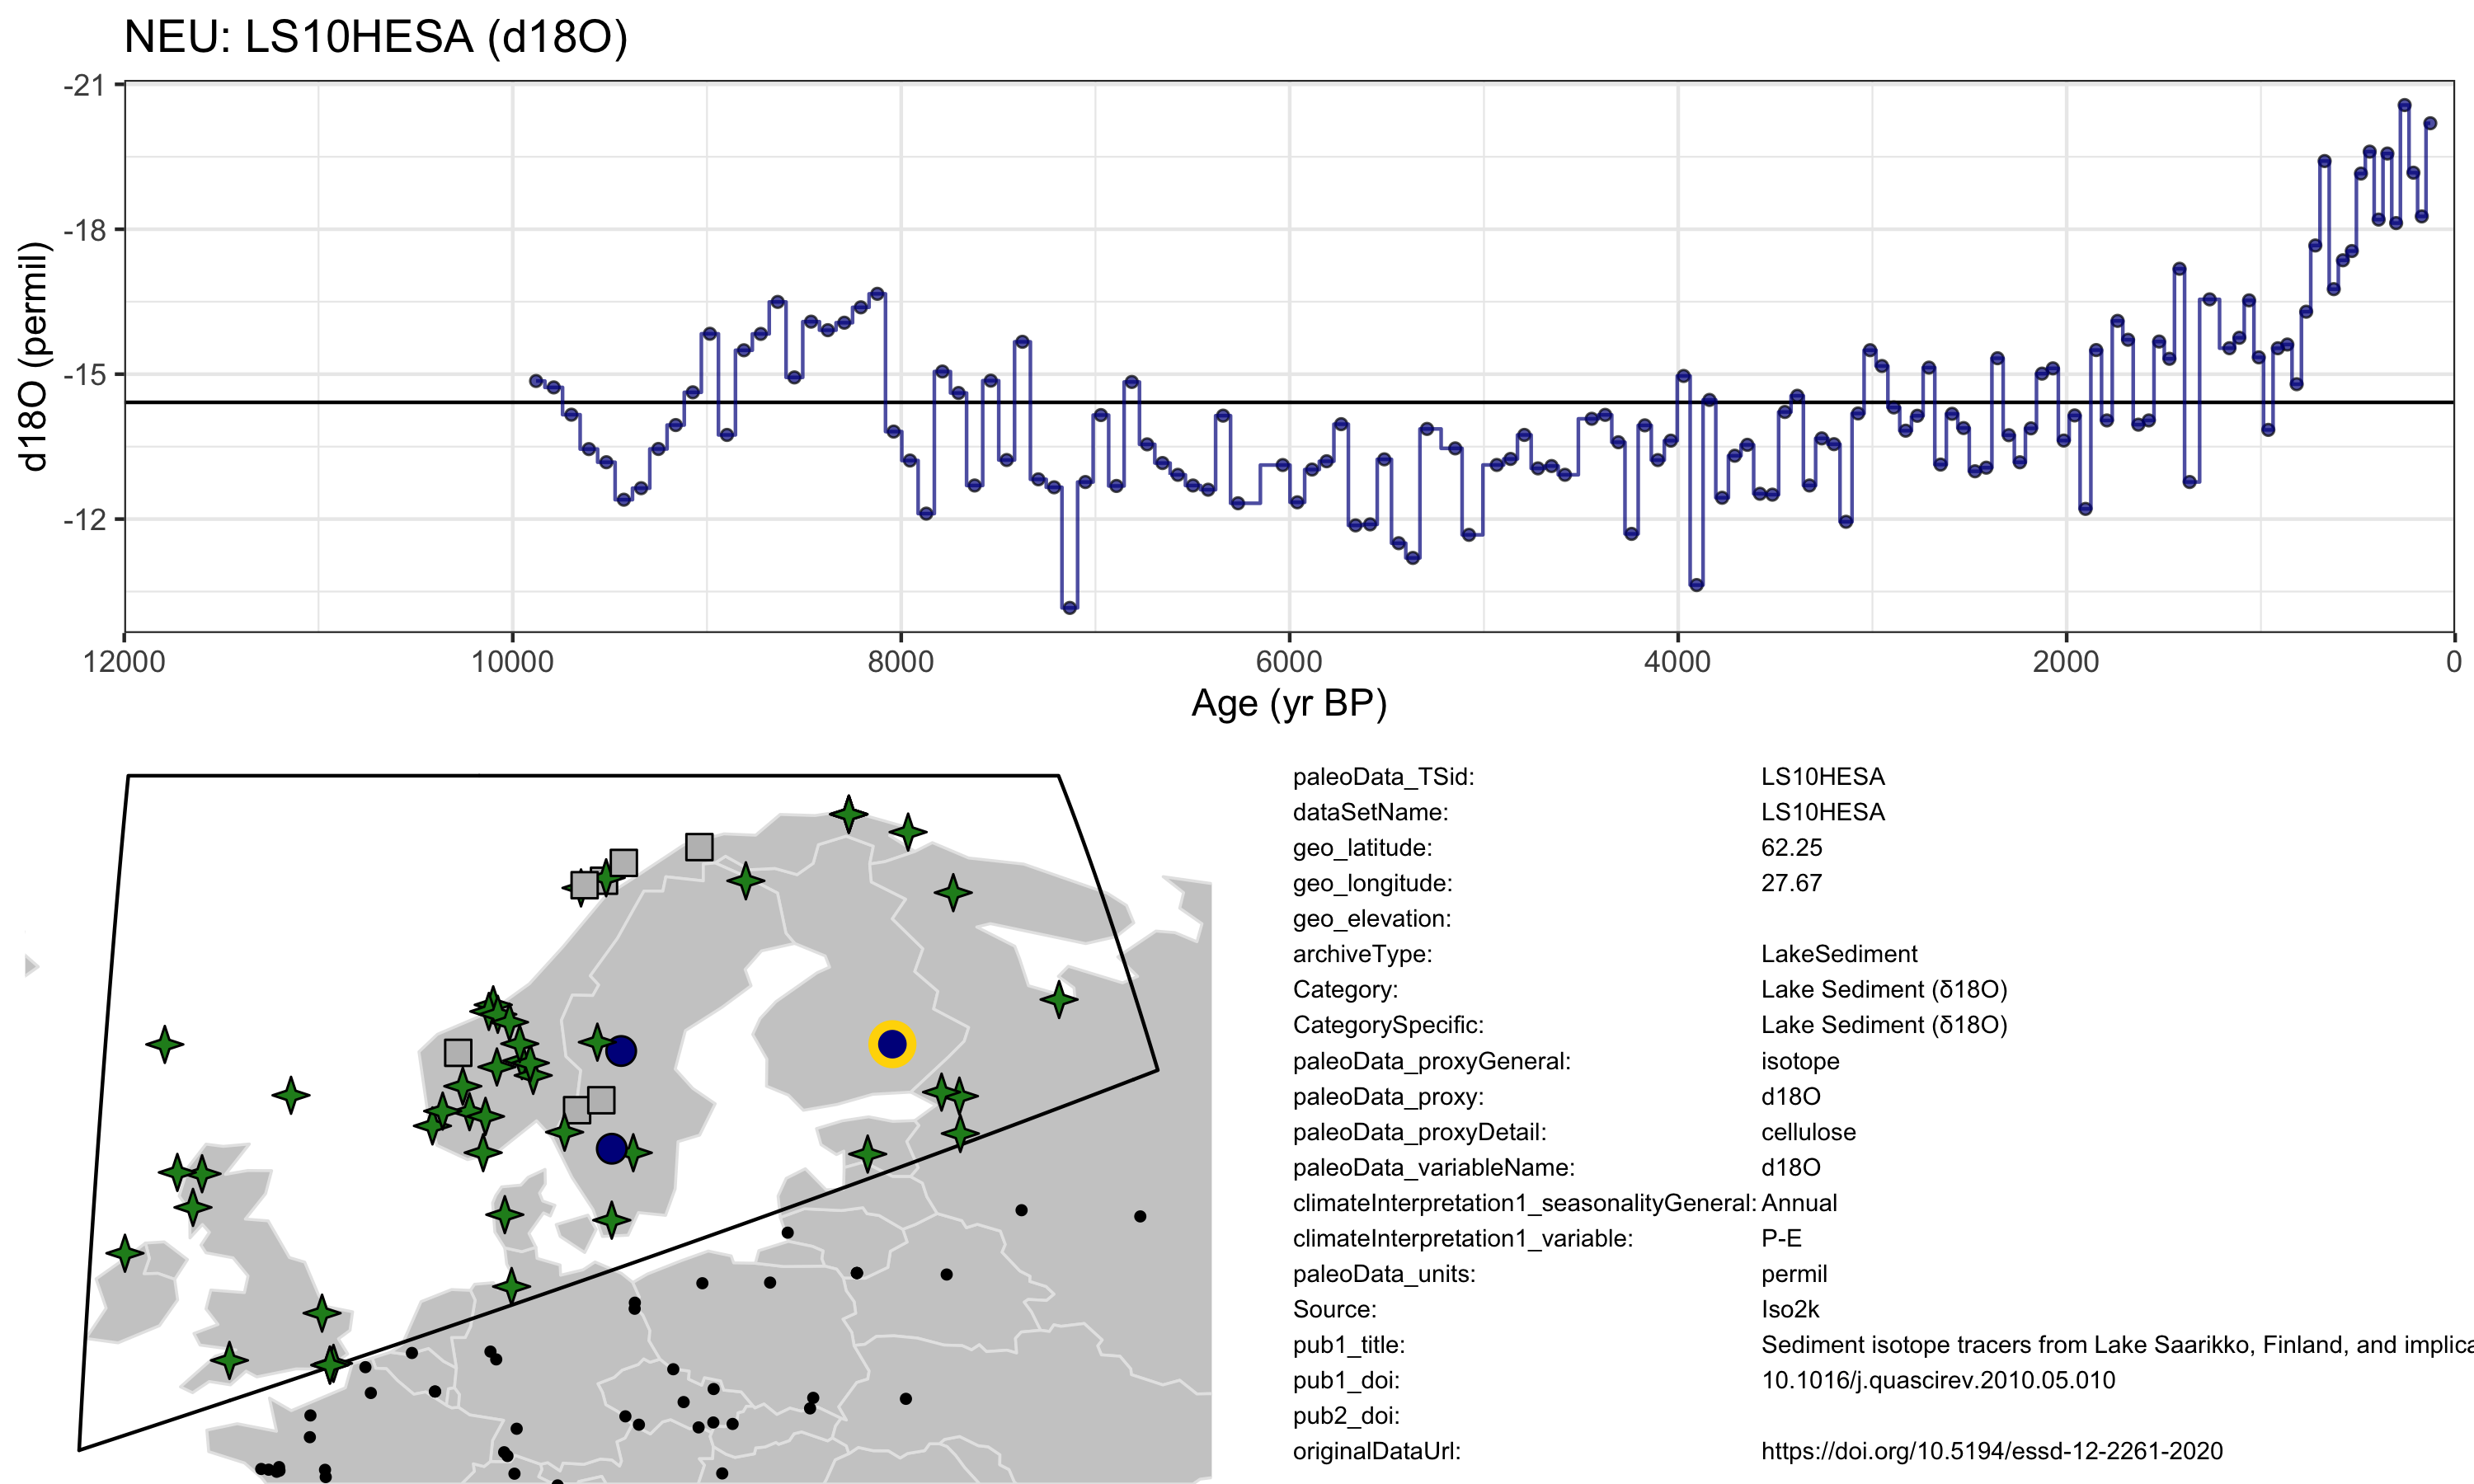 NEU: LS10HESA (d18O)
-21
-18
-15
-12
d18O (permil)
12000 10000 8000 6000 4000 2000 0
Age (yr BP)
paleoData_TSid: LS10HESA
dataSetName: LS10HESA
geo_latitude: 62.25
geo_longitude: 27.67
geo_elevation:
archiveType: LakeSediment
Category: Lake Sediment (δ18O)
CategorySpecific: Lake Sediment (δ18O)
paleoData_proxyGeneral: isotope
paleoData_proxy: d18O
paleoData_proxyDetail: cellulose
paleoData_variableName: d18O
climateInterpretation1_seasonalityGeneral: Annual
climateInterpretation1_variable: P-E
paleoData_units: permil
Source: Iso2k
pub1_title: Sediment isotope tracers from Lake Saarikko, Finland, and implica
pub1_doi: 10.1016/j.quascirev.2010.05.010
pub2_doi:
originalDataUrl: https://doi.org/10.5194/essd-12-2261-2020